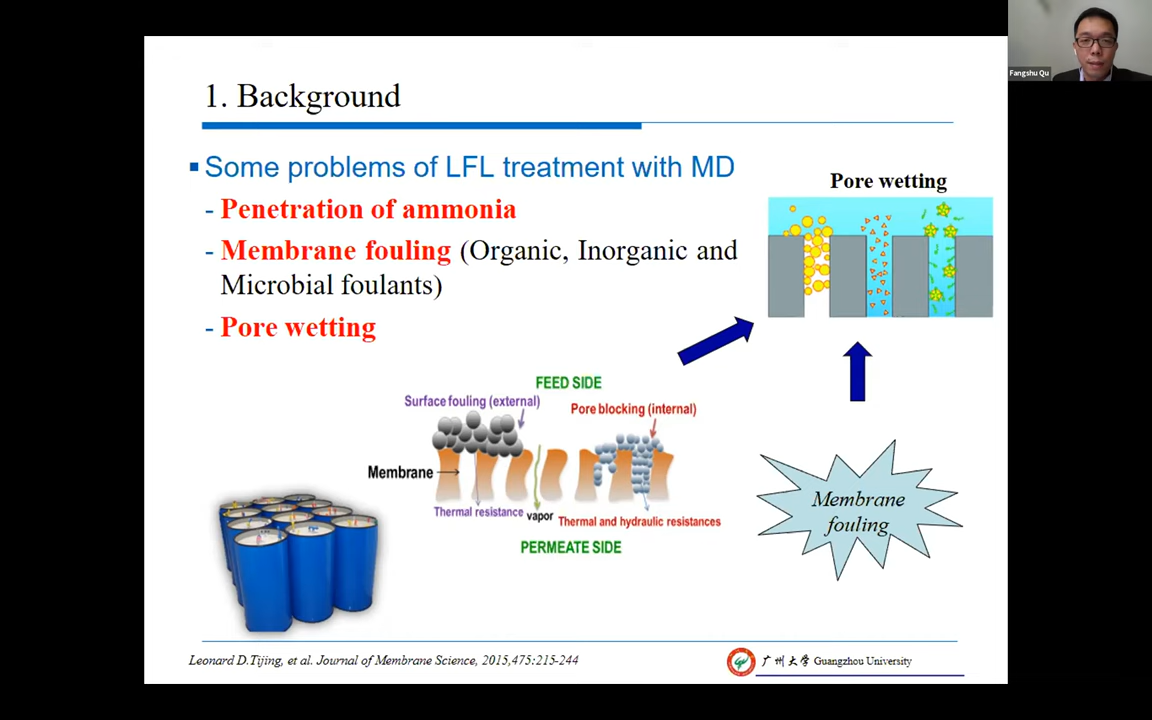 Fangshu Qu
1. Background
Some problems of LFL treatment with MD
- Penetration of ammonia
- Membrane fouling (Organic, Inorganic and
Microbial foulants)
- Pore wetting
Pore wetting
FEED SIDE
Surface fouling (external)
Pore blocking (internal)
Membrane
Thermal resistance
vapor
Thermal and hydraulic resistances
PERMEATE SIDE
Membrane
fouling
Leonard D.Tijing, et al. Journal of Membrane Science, 2015,475:215-244
广州大学 Guangzhou University